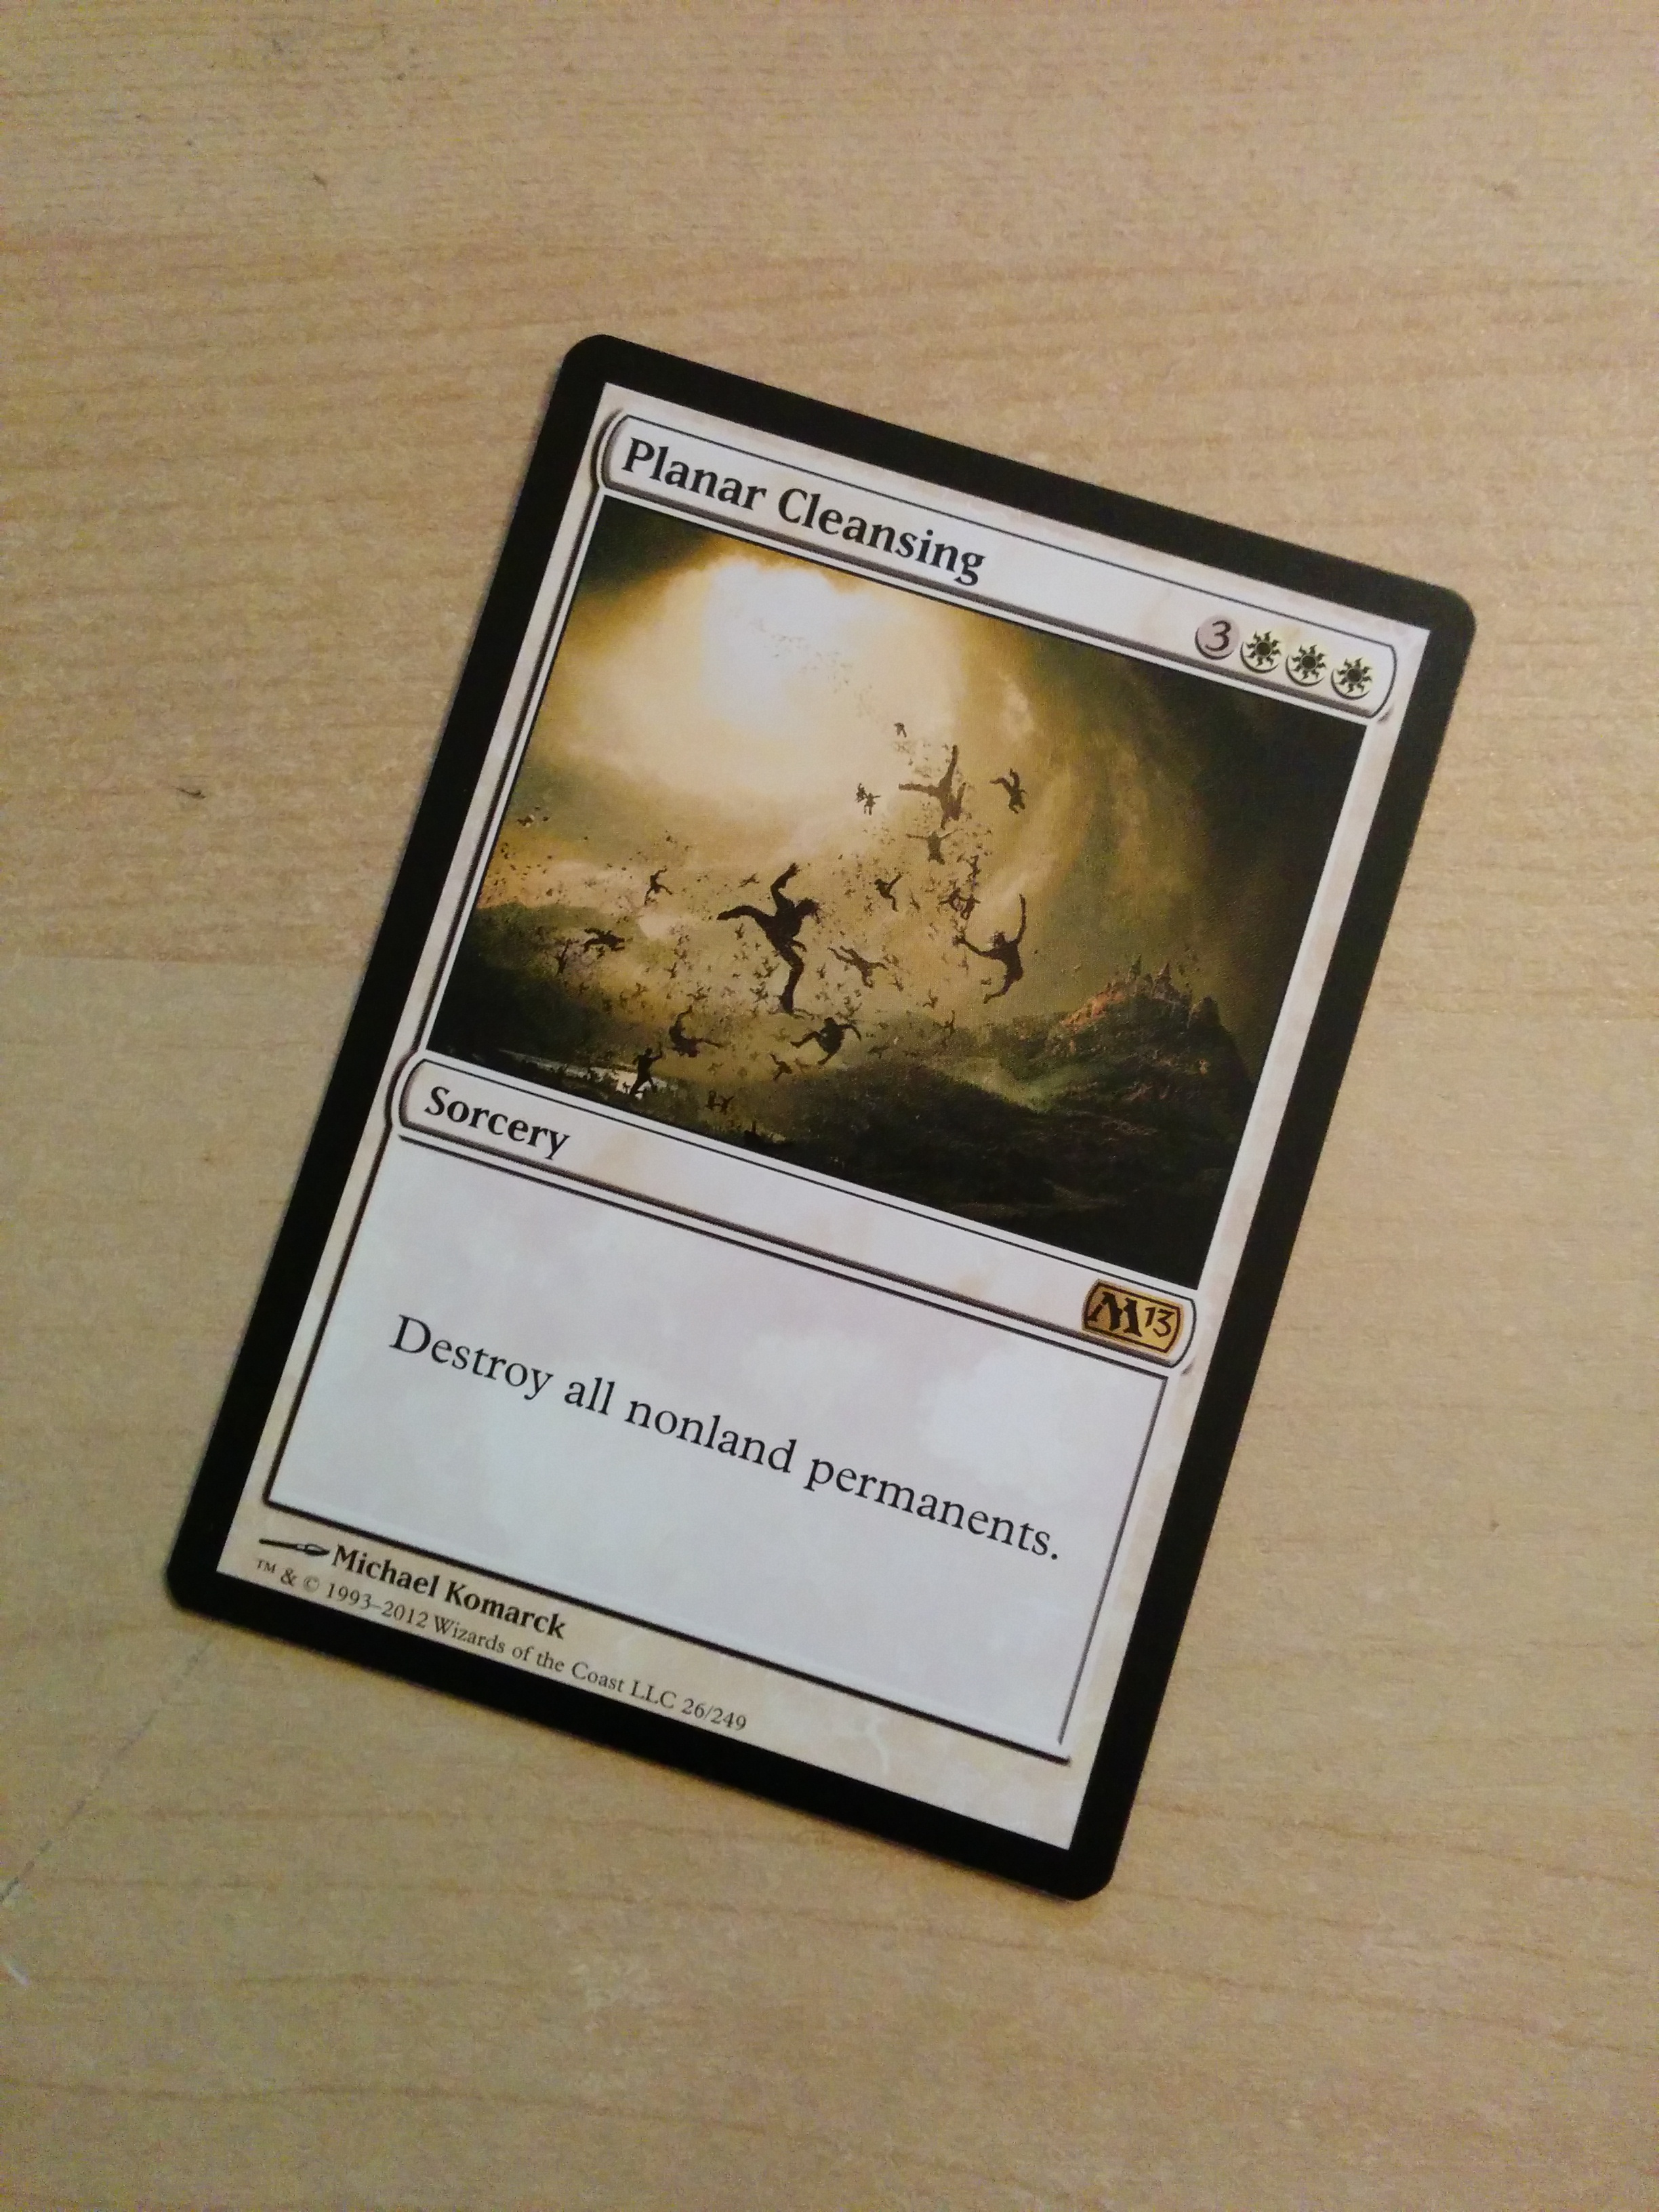 Planar Cleansing
3
Sorcery
M13
Destroy all nonland permanents.
Michael Komarck
™ & © 1993–2012 Wizards of the Coast LLC 26/249